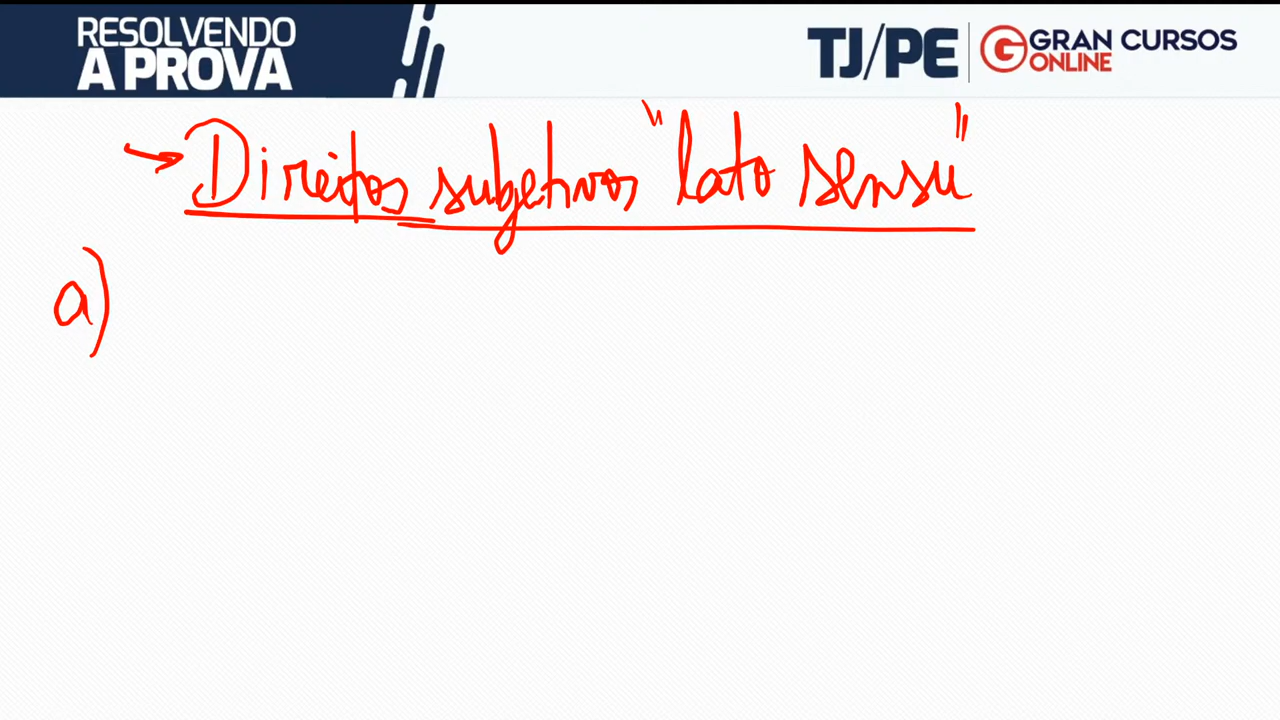 RESOLVENDO
A PROVA
TJ/PE
GRAN CURSOS
ONLINE
→ Direitos subjetivos "lato sensu"
a)